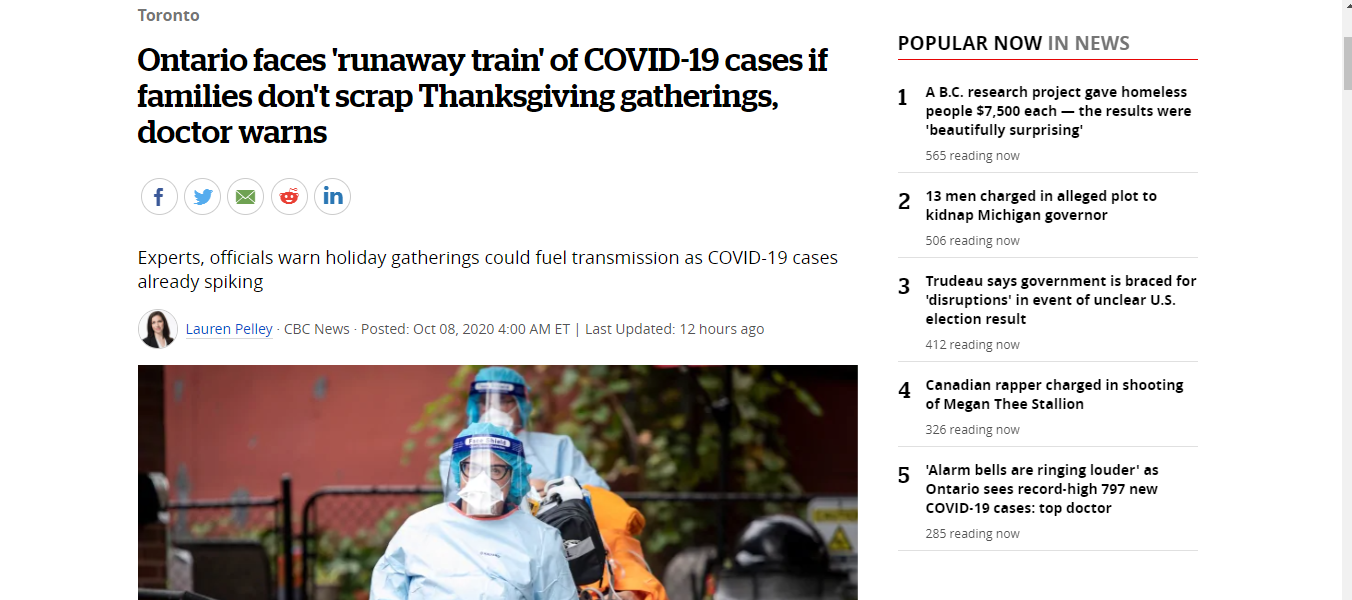 Toronto
Ontario faces 'runaway train' of COVID-19 cases if
families don't scrap Thanksgiving gatherings,
doctor warns
Experts, officials warn holiday gatherings could fuel transmission as COVID-19 cases
already spiking
Lauren Pelley · CBC News · Posted: Oct 08, 2020 4:00 AM ET | Last Updated: 12 hours ago
Face Shield
CAUTION
POPULAR NOW IN NEWS
1
A B.C. research project gave homeless
people $7,500 each — the results were
'beautifully surprising'
565 reading now
2
13 men charged in alleged plot to
kidnap Michigan governor
506 reading now
3
Trudeau says government is braced for
'disruptions' in event of unclear U.S.
election result
412 reading now
4
Canadian rapper charged in shooting
of Megan Thee Stallion
326 reading now
5
'Alarm bells are ringing louder' as
Ontario sees record-high 797 new
COVID-19 cases: top doctor
285 reading now